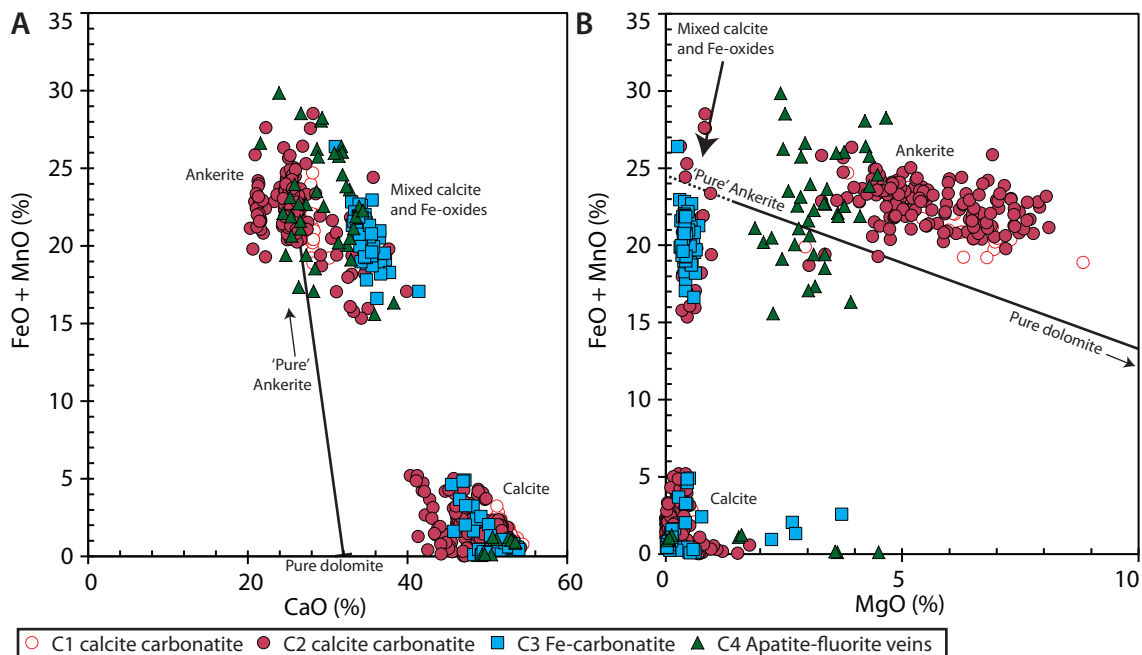 A
35
30
25
20
15
10
5
0
FeO + MnO (%)
Ankerite
Mixed calcite
and Fe-oxides
'Pure'
Ankerite
Calcite
Pure dolomite
0
20
40
60
CaO (%)
B
35
30
25
20
15
10
5
0
FeO + MnO (%)
Mixed calcite
and Fe-oxides
Ankerite
'Pure' Ankerite
Pure dolomite
Calcite
0
5
10
MgO (%)
C1 calcite carbonatite C2 calcite carbonatite C3 Fe-carbonatite C4 Apatite-fluorite veins